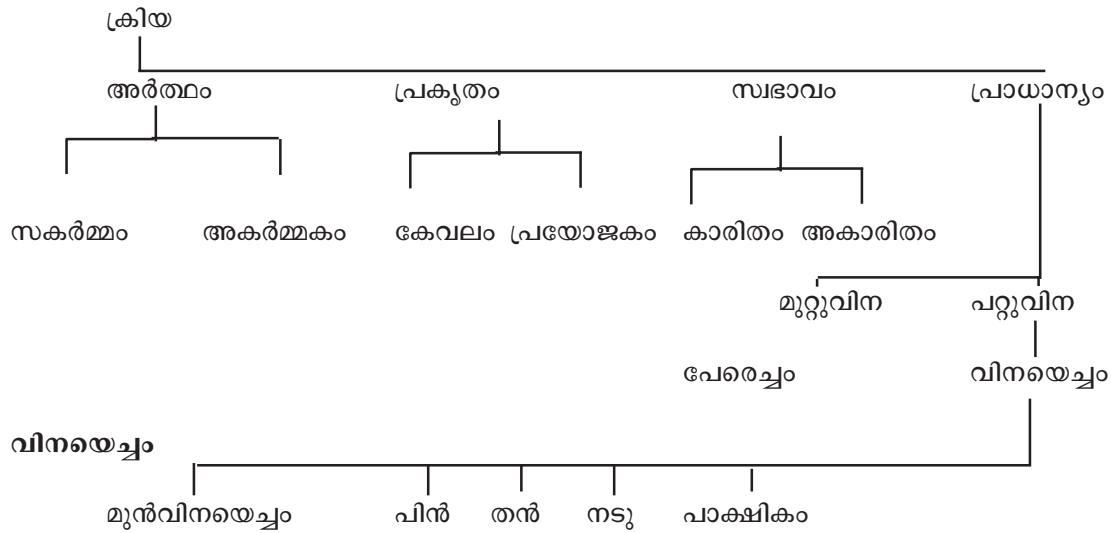 ക്രിയ
അർത്ഥം പ്രകൃതം സ്വഭാവം പ്രാധാന്യം
സകർമ്മം അകർമ്മകം കേവലം പ്രയോജകം കാരിതം അകാരിതം
മുറ്റുവിന പറ്റുവിന
പേരെച്ചം വിനയെച്ചം
വിനയെച്ചം
മുൻവിനയെച്ചം പിൻ തൻ നടു പാക്ഷികം